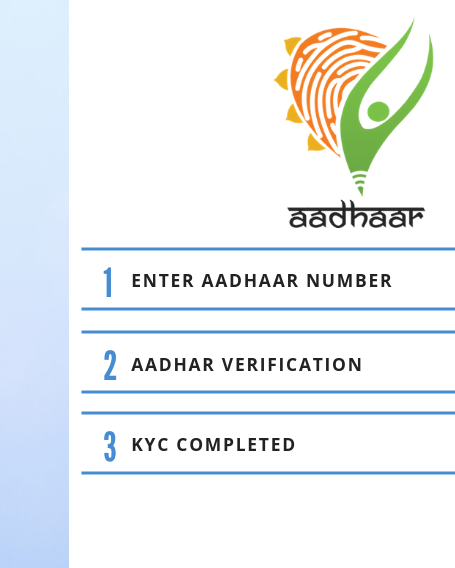 aadhaar
1 ENTER AADHAAR NUMBER
2 AADHAR VERIFICATION
3 KYC COMPLETED